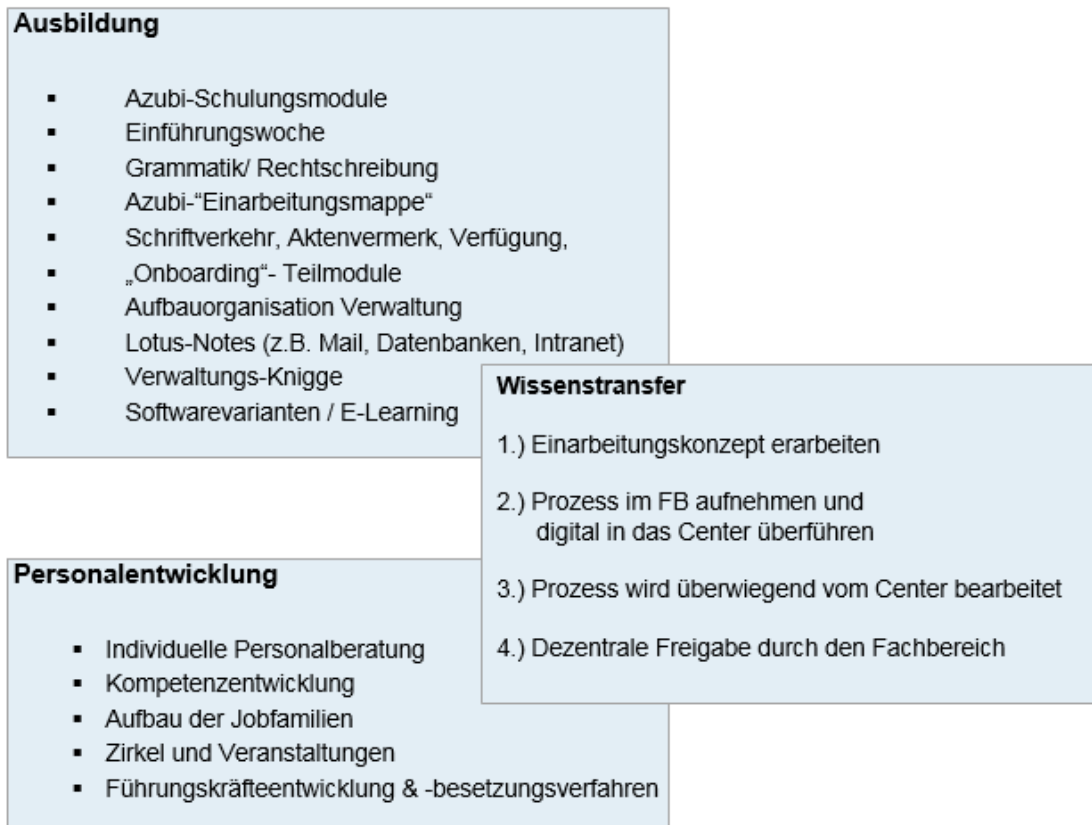 Ausbildung
Azubi-Schulungsmodule
Einführungswoche
Grammatik/ Rechtschreibung
Azubi-“Einarbeitungsmappe“
Schriftverkehr, Aktenvermerk, Verfügung,
„Onboarding“- Teilmodule
Aufbauorganisation Verwaltung
Lotus-Notes (z.B. Mail, Datenbanken, Intranet)
Verwaltungs-Knigge
Softwarevarianten / E-Learning
Wissenstransfer
1.) Einarbeitungskonzept erarbeiten
2.) Prozess im FB aufnehmen und
digital in das Center überführen
3.) Prozess wird überwiegend vom Center bearbeitet
4.) Dezentrale Freigabe durch den Fachbereich
Personalentwicklung
Individuelle Personalberatung
Kompetenzentwicklung
Aufbau der Jobfamilien
Zirkel und Veranstaltungen
Führungskräfteentwicklung & -besetzungsverfahren